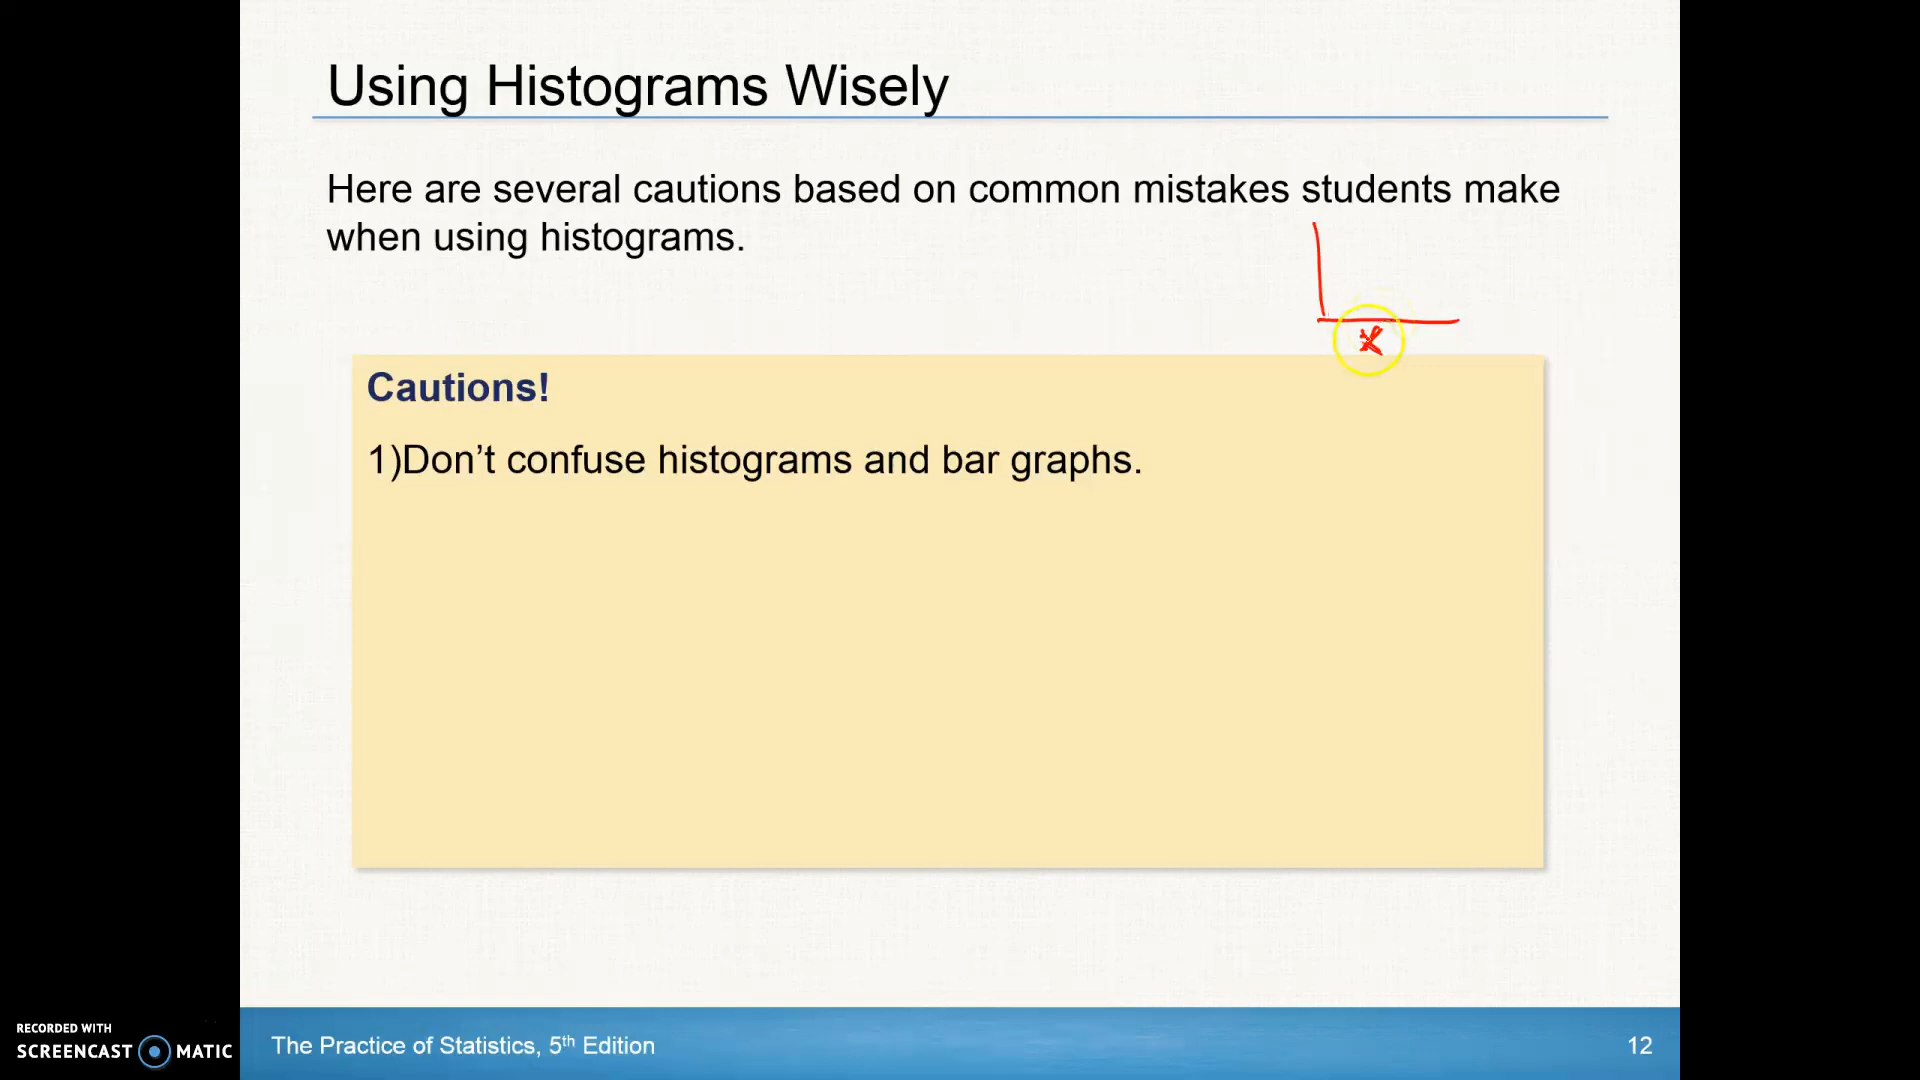 Using Histograms Wisely
Here are several cautions based on common mistakes students make
when using histograms.
x
Cautions!
1)Don’t confuse histograms and bar graphs.
RECORDED WITH
SCREENCAST MATIC
The Practice of Statistics, 5th Edition
12